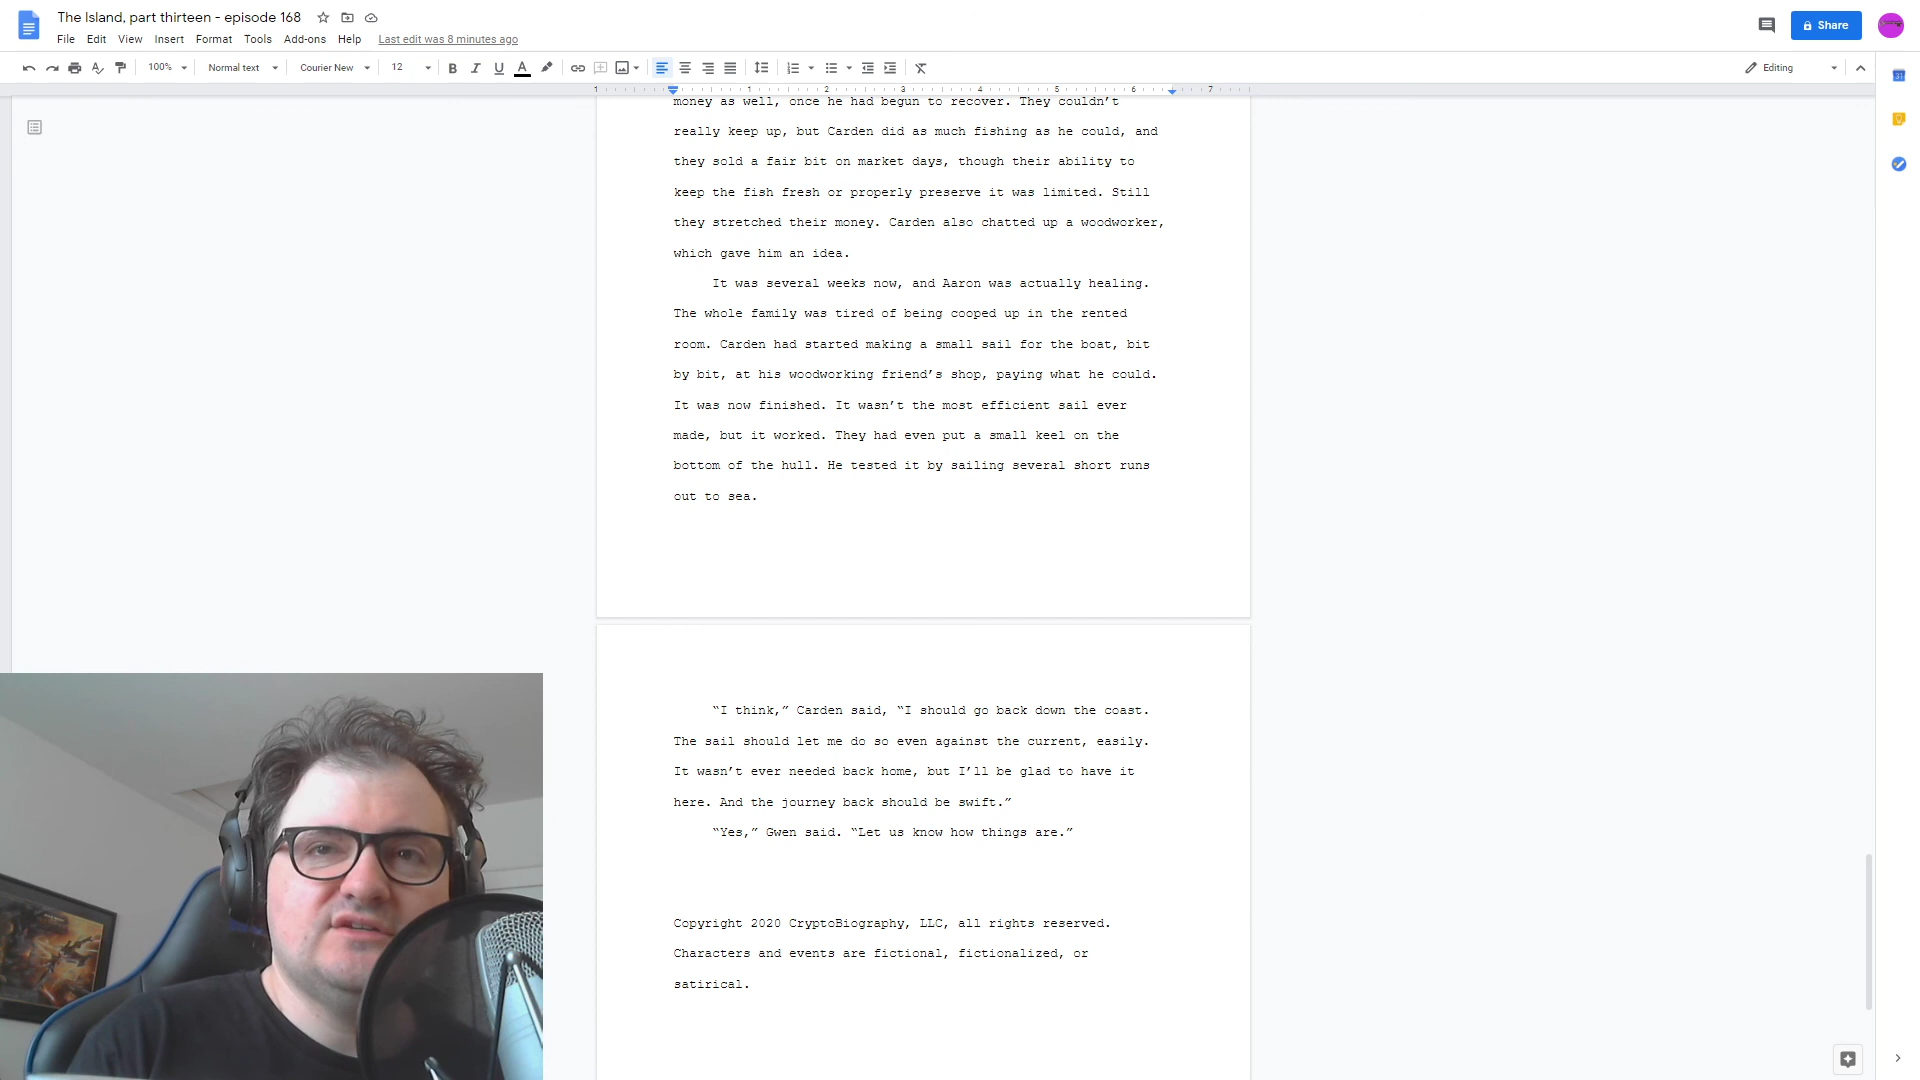 The Island, part thirteen - episode 168
File Edit View Insert Format Tools Add-ons Help Last edit was 8 minutes ago
Share
100% Normal text Courier New 12 Editing
1 1 2 3 4 5 6 7
money as well, once he had begun to recover. They couldn’t
really keep up, but Carden did as much fishing as he could, and
they sold a fair bit on market days, though their ability to
keep the fish fresh or properly preserve it was limited. Still
they stretched their money. Carden also chatted up a woodworker,
which gave him an idea.
It was several weeks now, and Aaron was actually healing.
The whole family was tired of being cooped up in the rented
room. Carden had started making a small sail for the boat, bit
by bit, at his woodworking friend’s shop, paying what he could.
It was now finished. It wasn’t the most efficient sail ever
made, but it worked. They had even put a small keel on the
bottom of the hull. He tested it by sailing several short runs
out to sea.
“I think,” Carden said, “I should go back down the coast.
The sail should let me do so even against the current, easily.
It wasn’t ever needed back home, but I’ll be glad to have it
here. And the journey back should be swift.”
“Yes,” Gwen said. “Let us know how things are.”
Copyright 2020 CryptoBiography, LLC, all rights reserved.
Characters and events are fictional, fictionalized, or
satirical.